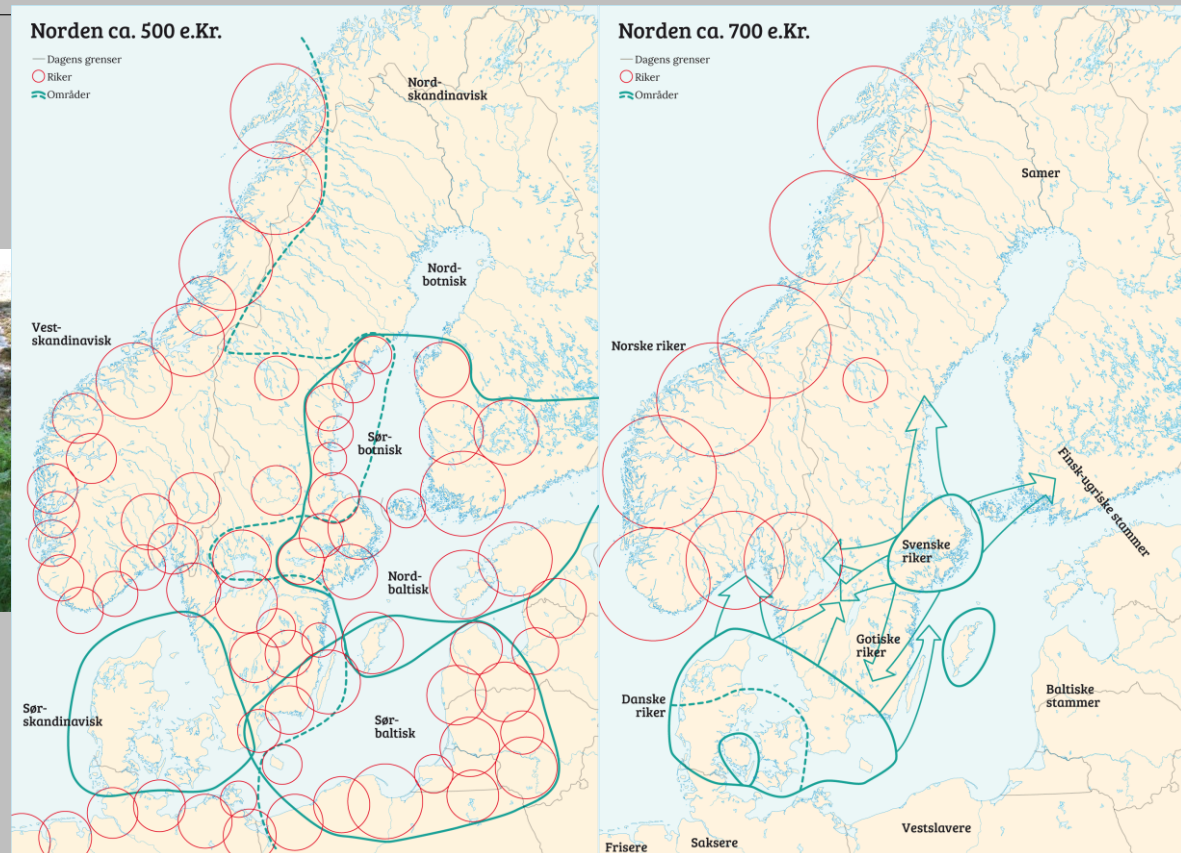 Norden ca. 500 e.Kr.
Dagens grenser
Riker
Områder
Nord-
skandinavisk
Nord-
botnisk
Vest-
skandinavisk
Sør-
botnisk
Nord-
baltisk
Sør-
skandinavisk
Sør-
baltisk
Norden ca. 700 e.Kr.
Dagens grenser
Riker
Områder
Samer
Norske riker
Finsk-ugriske stammer
Svenske
riker
Gotiske
riker
Danske
riker
Baltiske
stammer
Vestslavere
Saksere
Frisere